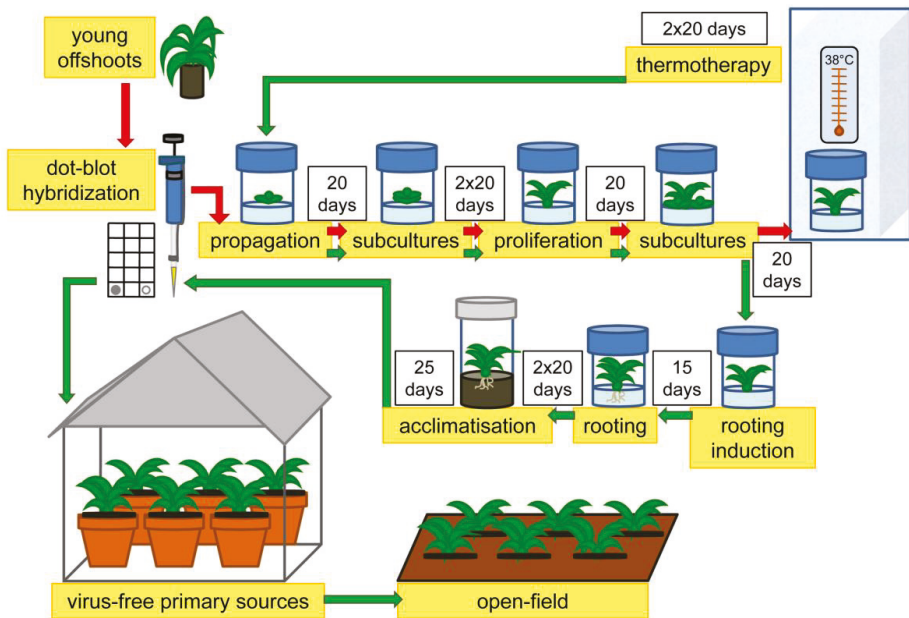 young
offshoots
2x20 days
thermotherapy
38°C
dot-blot
hybridization
20
days
2x20
days
20
days
propagation
subcultures
proliferation
subcultures
20
days
25
days
2x20
days
15
days
acclimatisation
rooting
rooting
induction
virus-free primary sources
open-field